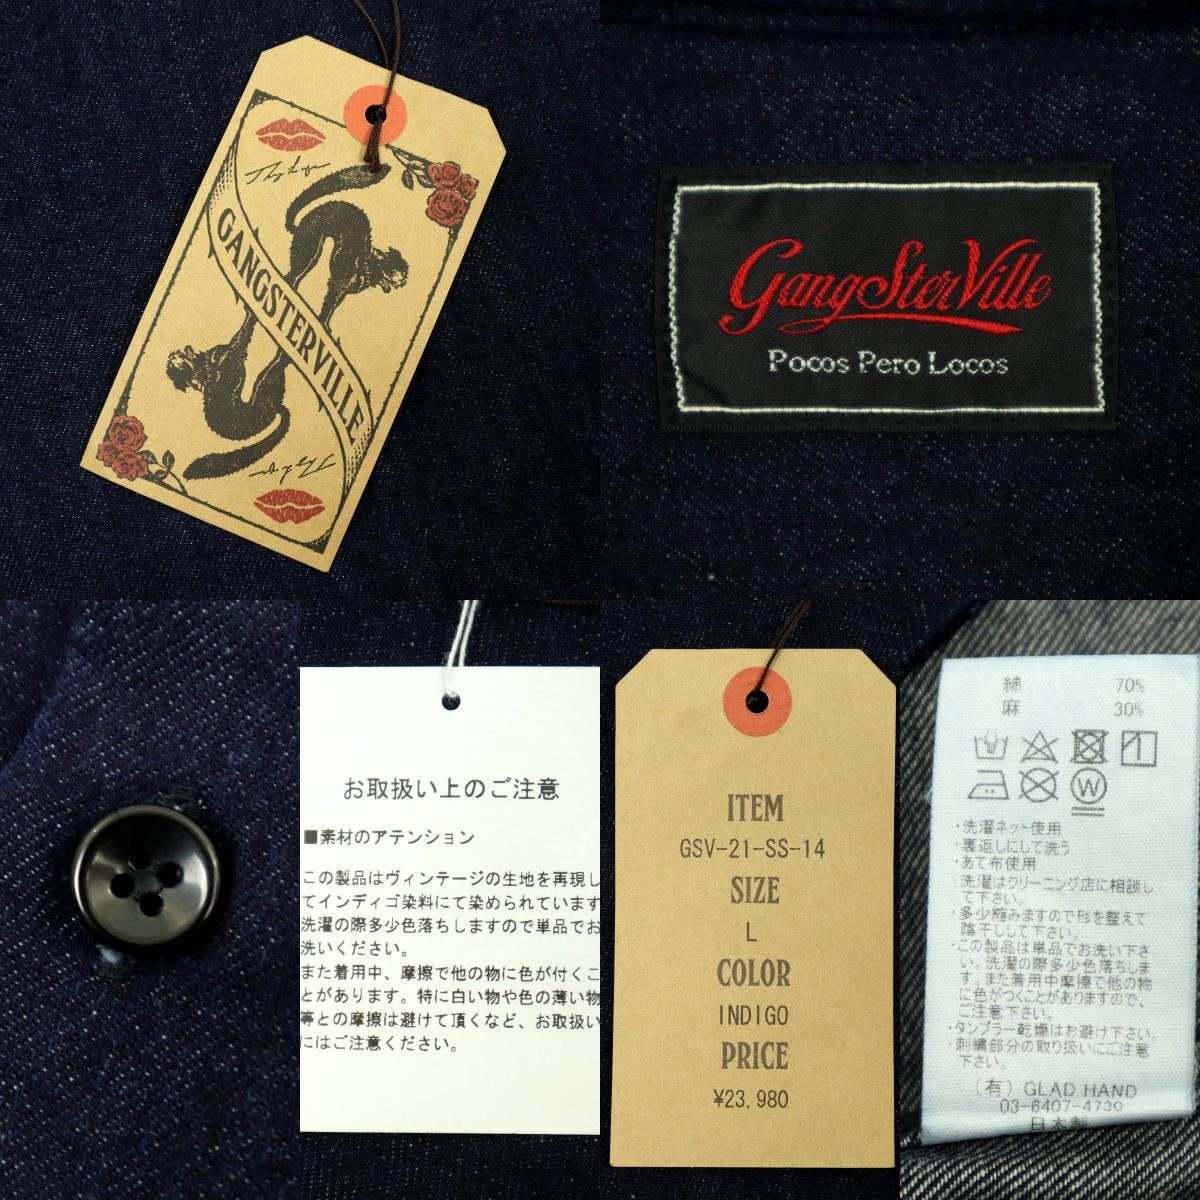 GANGSTERVILLE
GangSterVille
Pocos Pero Locos
お取扱い上のご注意
■素材のアテンション
この製品はヴィンテージの生地を再現し
てインディゴ染料にて染められています
洗濯の際多少色落ちしますので単品でお
洗いください。
また着用中、摩擦で他の物に色が付くこ
とがあります。特に白い物や色の薄い物
等との摩擦は避けて頂くなど、お取扱い
にはご注意ください。
ITEM
GSV-21-SS-14
SIZE
L
COLOR
INDIGO
PRICE
¥23,980
綿 70%
麻 30%
W
・洗濯ネット使用
・裏返しにして洗う
・あて布使用
・洗濯はクリーニング店に相談し
て下さい。
・多少縮みますので形を整えて
陰干しして下さい。
・この製品は単品でお洗い下さ
い。洗濯の際多少色落ちしま
す。また着用中摩擦で他の物
に色がつくことがありますので、
ご注意下さい。
・タンブラー乾燥はお避け下さい。
・刺繍部分の取り扱いにご注意
下さい。
（有）GLAD HAND
03-6407-4730
日本製